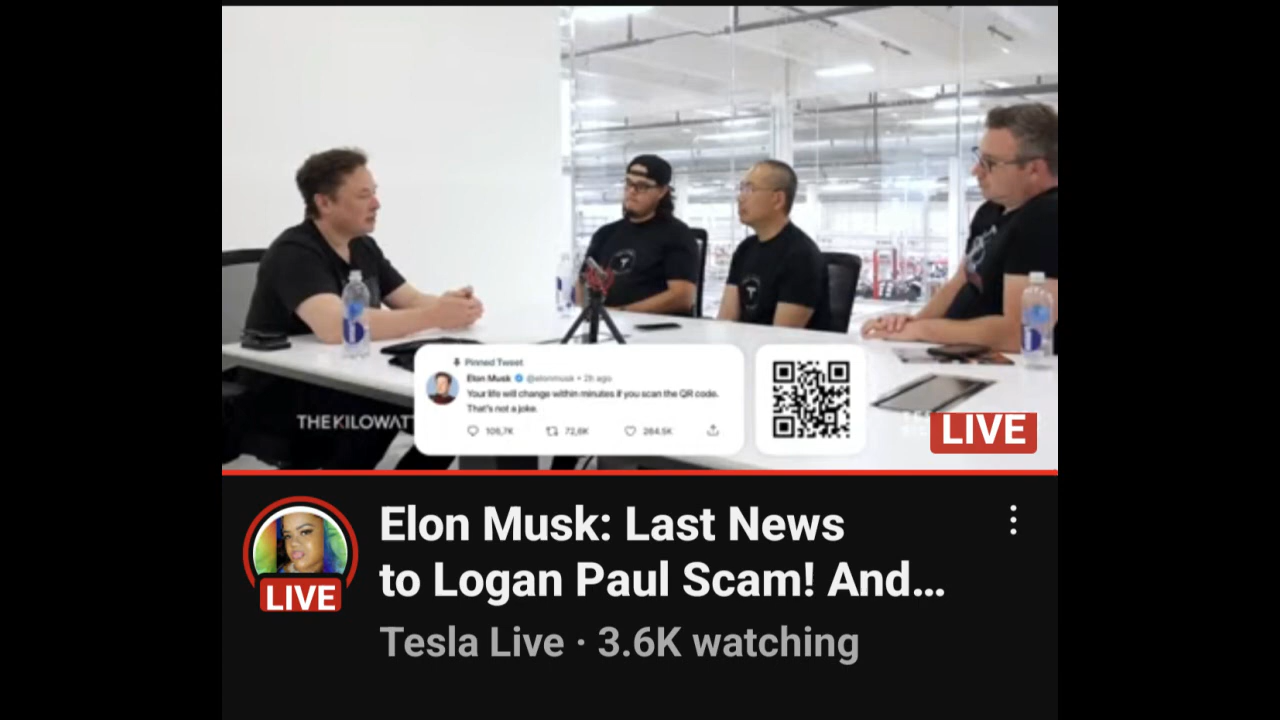 Pinned Tweet
Elon Musk @elonmusk • 2h ago
Your life will change within minutes if you scan the QR code.
That's not a joke.
105,7K 72,6K 284.5K
THEKILOWATT
LIVE
Elon Musk: Last News
to Logan Paul Scam! And…
LIVE
Tesla Live · 3.6K watching